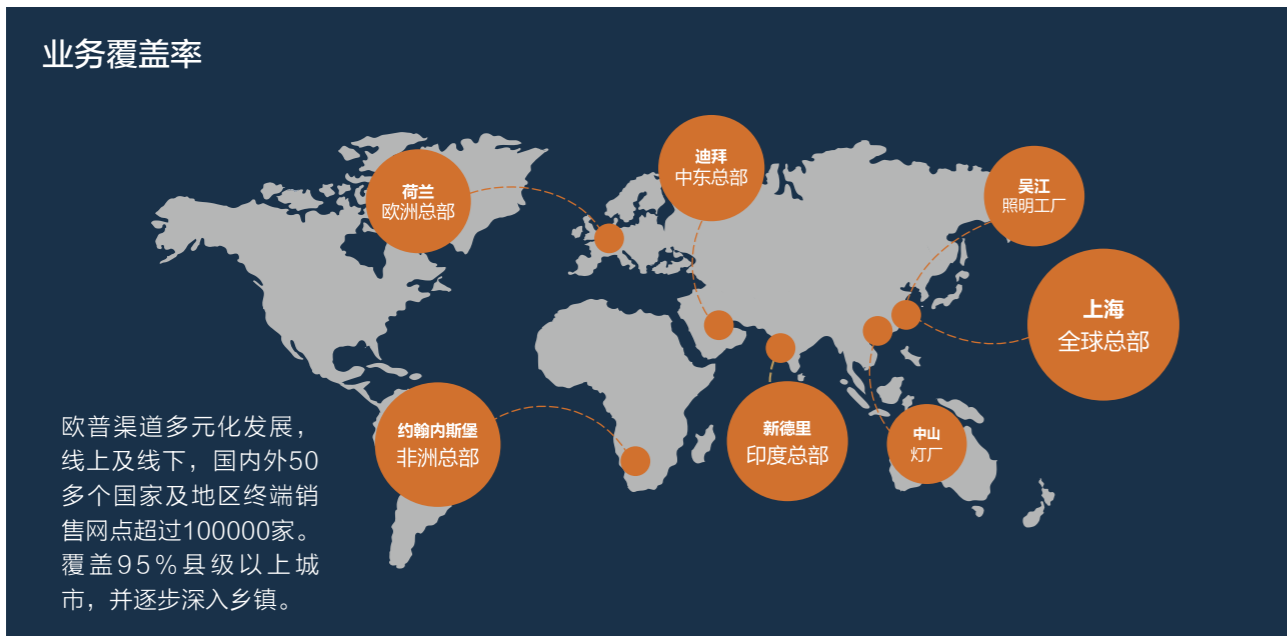 业务覆盖率
迪拜
中东总部
吴江
照明工厂
荷兰
欧洲总部
上海
全球总部
约翰内斯堡
非洲总部
新德里
印度总部
中山
灯厂
欧普渠道多元化发展，
线上及线下，国内外50
多个国家及地区终端销
售网点超过100000家。
覆盖95%县级以上城
市，并逐步深入乡镇。